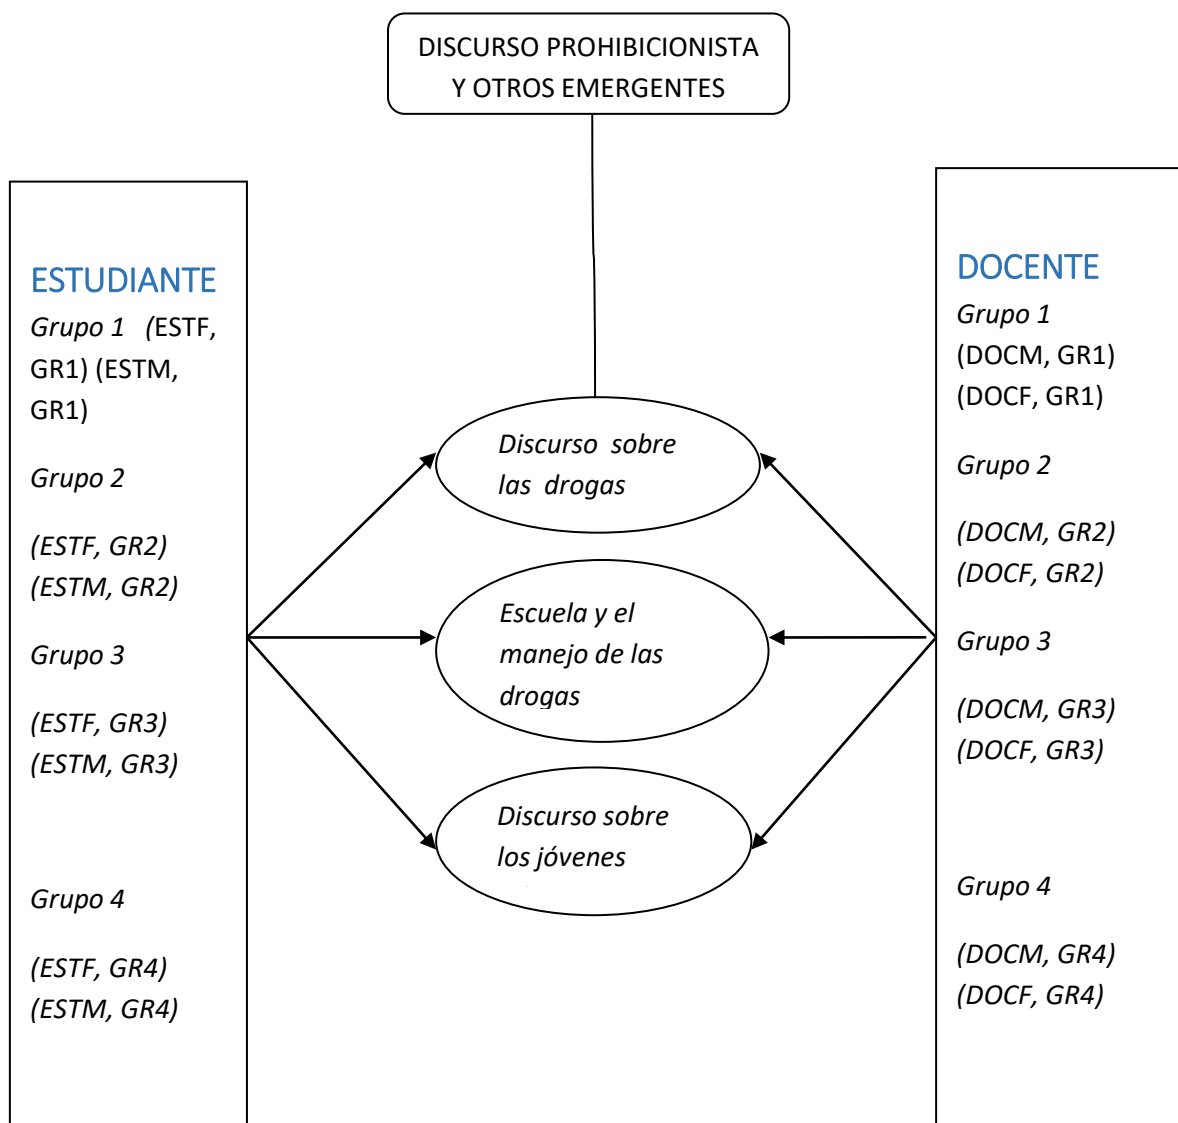 DISCURSO PROHIBICIONISTA
Y OTROS EMERGENTES
ESTUDIANTE
Grupo 1 (ESTF,
GR1) (ESTM,
GR1)
Grupo 2
(ESTF, GR2)
(ESTM, GR2)
Grupo 3
(ESTF, GR3)
(ESTM, GR3)
Grupo 4
(ESTF, GR4)
(ESTM, GR4)
Discurso sobre
las drogas
Escuela y el
manejo de las
drogas
Discurso sobre
los jóvenes
DOCENTE
Grupo 1
(DOCM, GR1)
(DOCF, GR1)
Grupo 2
(DOCM, GR2)
(DOCF, GR2)
Grupo 3
(DOCM, GR3)
(DOCF, GR3)
Grupo 4
(DOCM, GR4)
(DOCF, GR4)